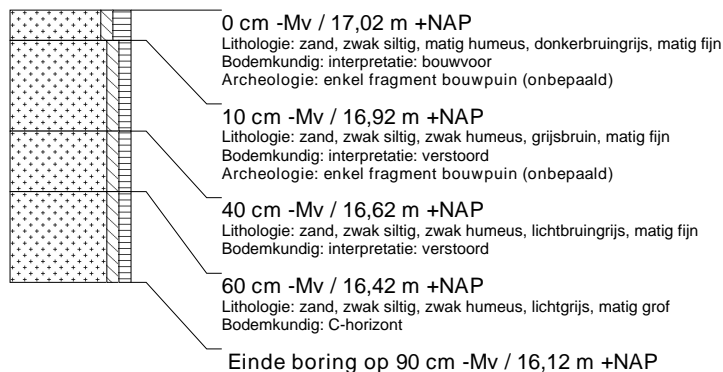 0 cm -Mv / 17,02 m +NAP
Lithologie: zand, zwak siltig, matig humeus, donkerbruingrijs, matig fijn
Bodemkundig: interpretatie: bouwvoor
Archeologie: enkel fragment bouwpuin (onbepaald)
10 cm -Mv / 16,92 m +NAP
Lithologie: zand, zwak siltig, zwak humeus, grijsbruin, matig fijn
Bodemkundig: interpretatie: verstoord
Archeologie: enkel fragment bouwpuin (onbepaald)
40 cm -Mv / 16,62 m +NAP
Lithologie: zand, zwak siltig, zwak humeus, lichtbruingrijs, matig fijn
Bodemkundig: interpretatie: verstoord
60 cm -Mv / 16,42 m +NAP
Lithologie: zand, zwak siltig, zwak humeus, lichtgrijs, matig grof
Bodemkundig: C-horizont
Einde boring op 90 cm -Mv / 16,12 m +NAP